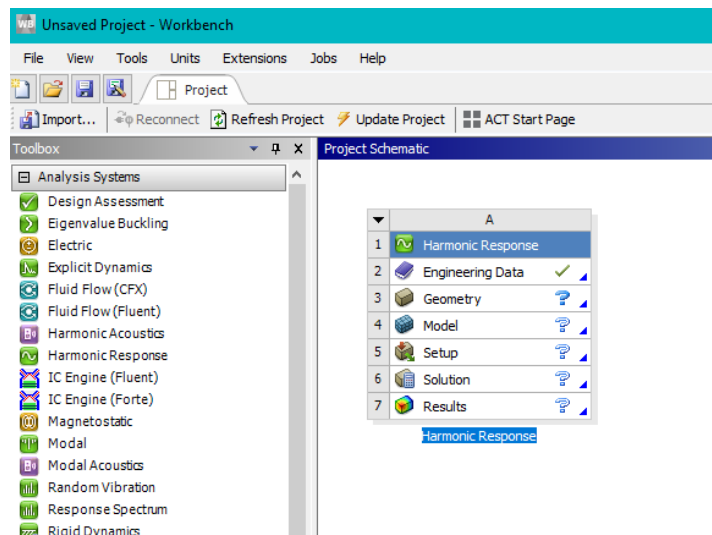 Unsaved Project - Workbench
File View Tools Units Extensions Jobs Help
Project
Import... Reconnect Refresh Project Update Project ACT Start Page
Toolbox
Project Schematic
Analysis Systems
Design Assessment
Eigenvalue Buckling
Electric
Explicit Dynamics
Fluid Flow (CFX)
Fluid Flow (Fluent)
Harmonic Acoustics
Harmonic Response
IC Engine (Fluent)
IC Engine (Forte)
Magnetostatic
Modal
Modal Acoustics
Random Vibration
Response Spectrum
Rigid Dynamics
A
1 Harmonic Response
2 Engineering Data
3 Geometry ?
4 Model ?
5 Setup ?
6 Solution ?
7 Results ?
Harmonic Response